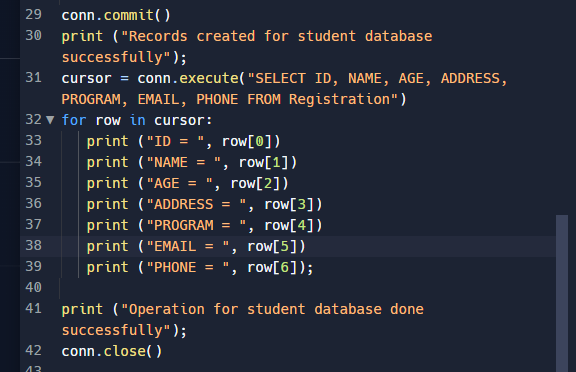 29 conn.commit()
30 print ("Records created for student database
successfully");
31 cursor = conn.execute("SELECT ID, NAME, AGE, ADDRESS,
PROGRAM, EMAIL, PHONE FROM Registration")
32 for row in cursor:
33 print ("ID = ", row[0])
34 print ("NAME = ", row[1])
35 print ("AGE = ", row[2])
36 print ("ADDRESS = ", row[3])
37 print ("PROGRAM = ", row[4])
38 print ("EMAIL = ", row[5])
39 print ("PHONE = ", row[6]);
40
41 print ("Operation for student database done
successfully");
42 conn.close()
43